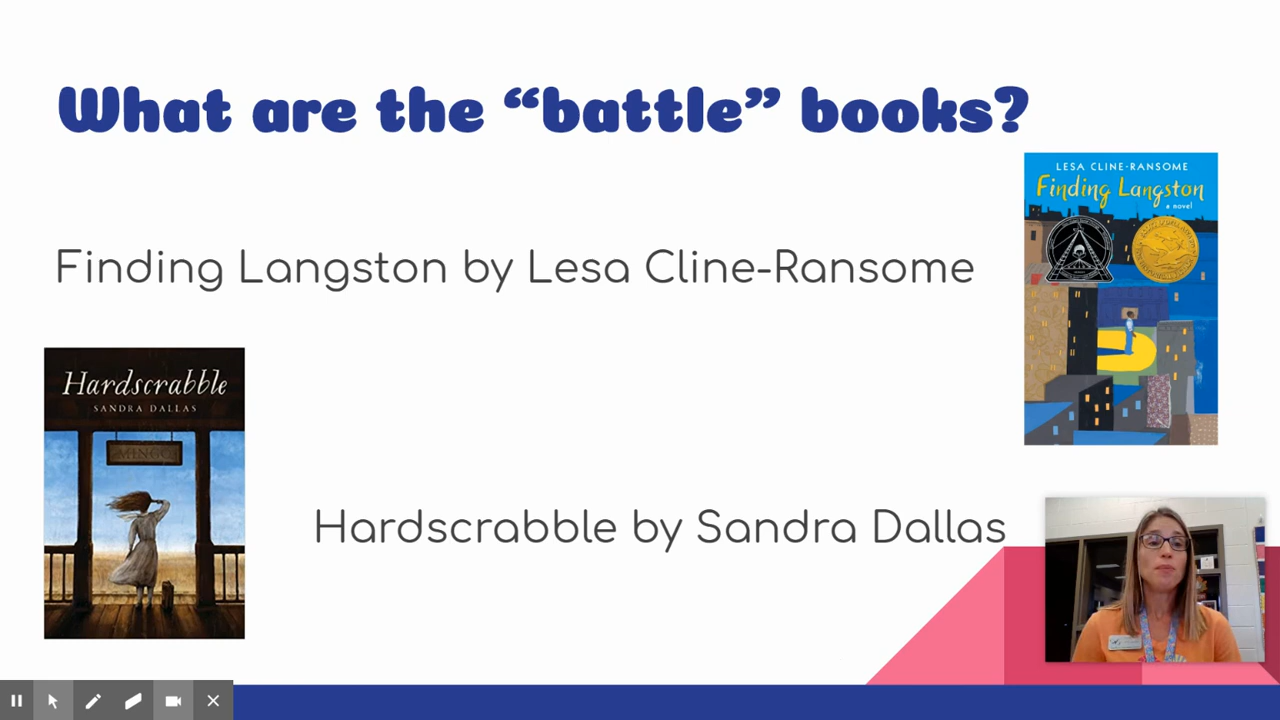 What are the “battle” books?
LESA CLINE-RANSOME
Finding Langston
a novel
Finding Langston by Lesa Cline-Ransome
Hardscrabble
SANDRA DALLAS
MINGO
Hardscrabble by Sandra Dallas